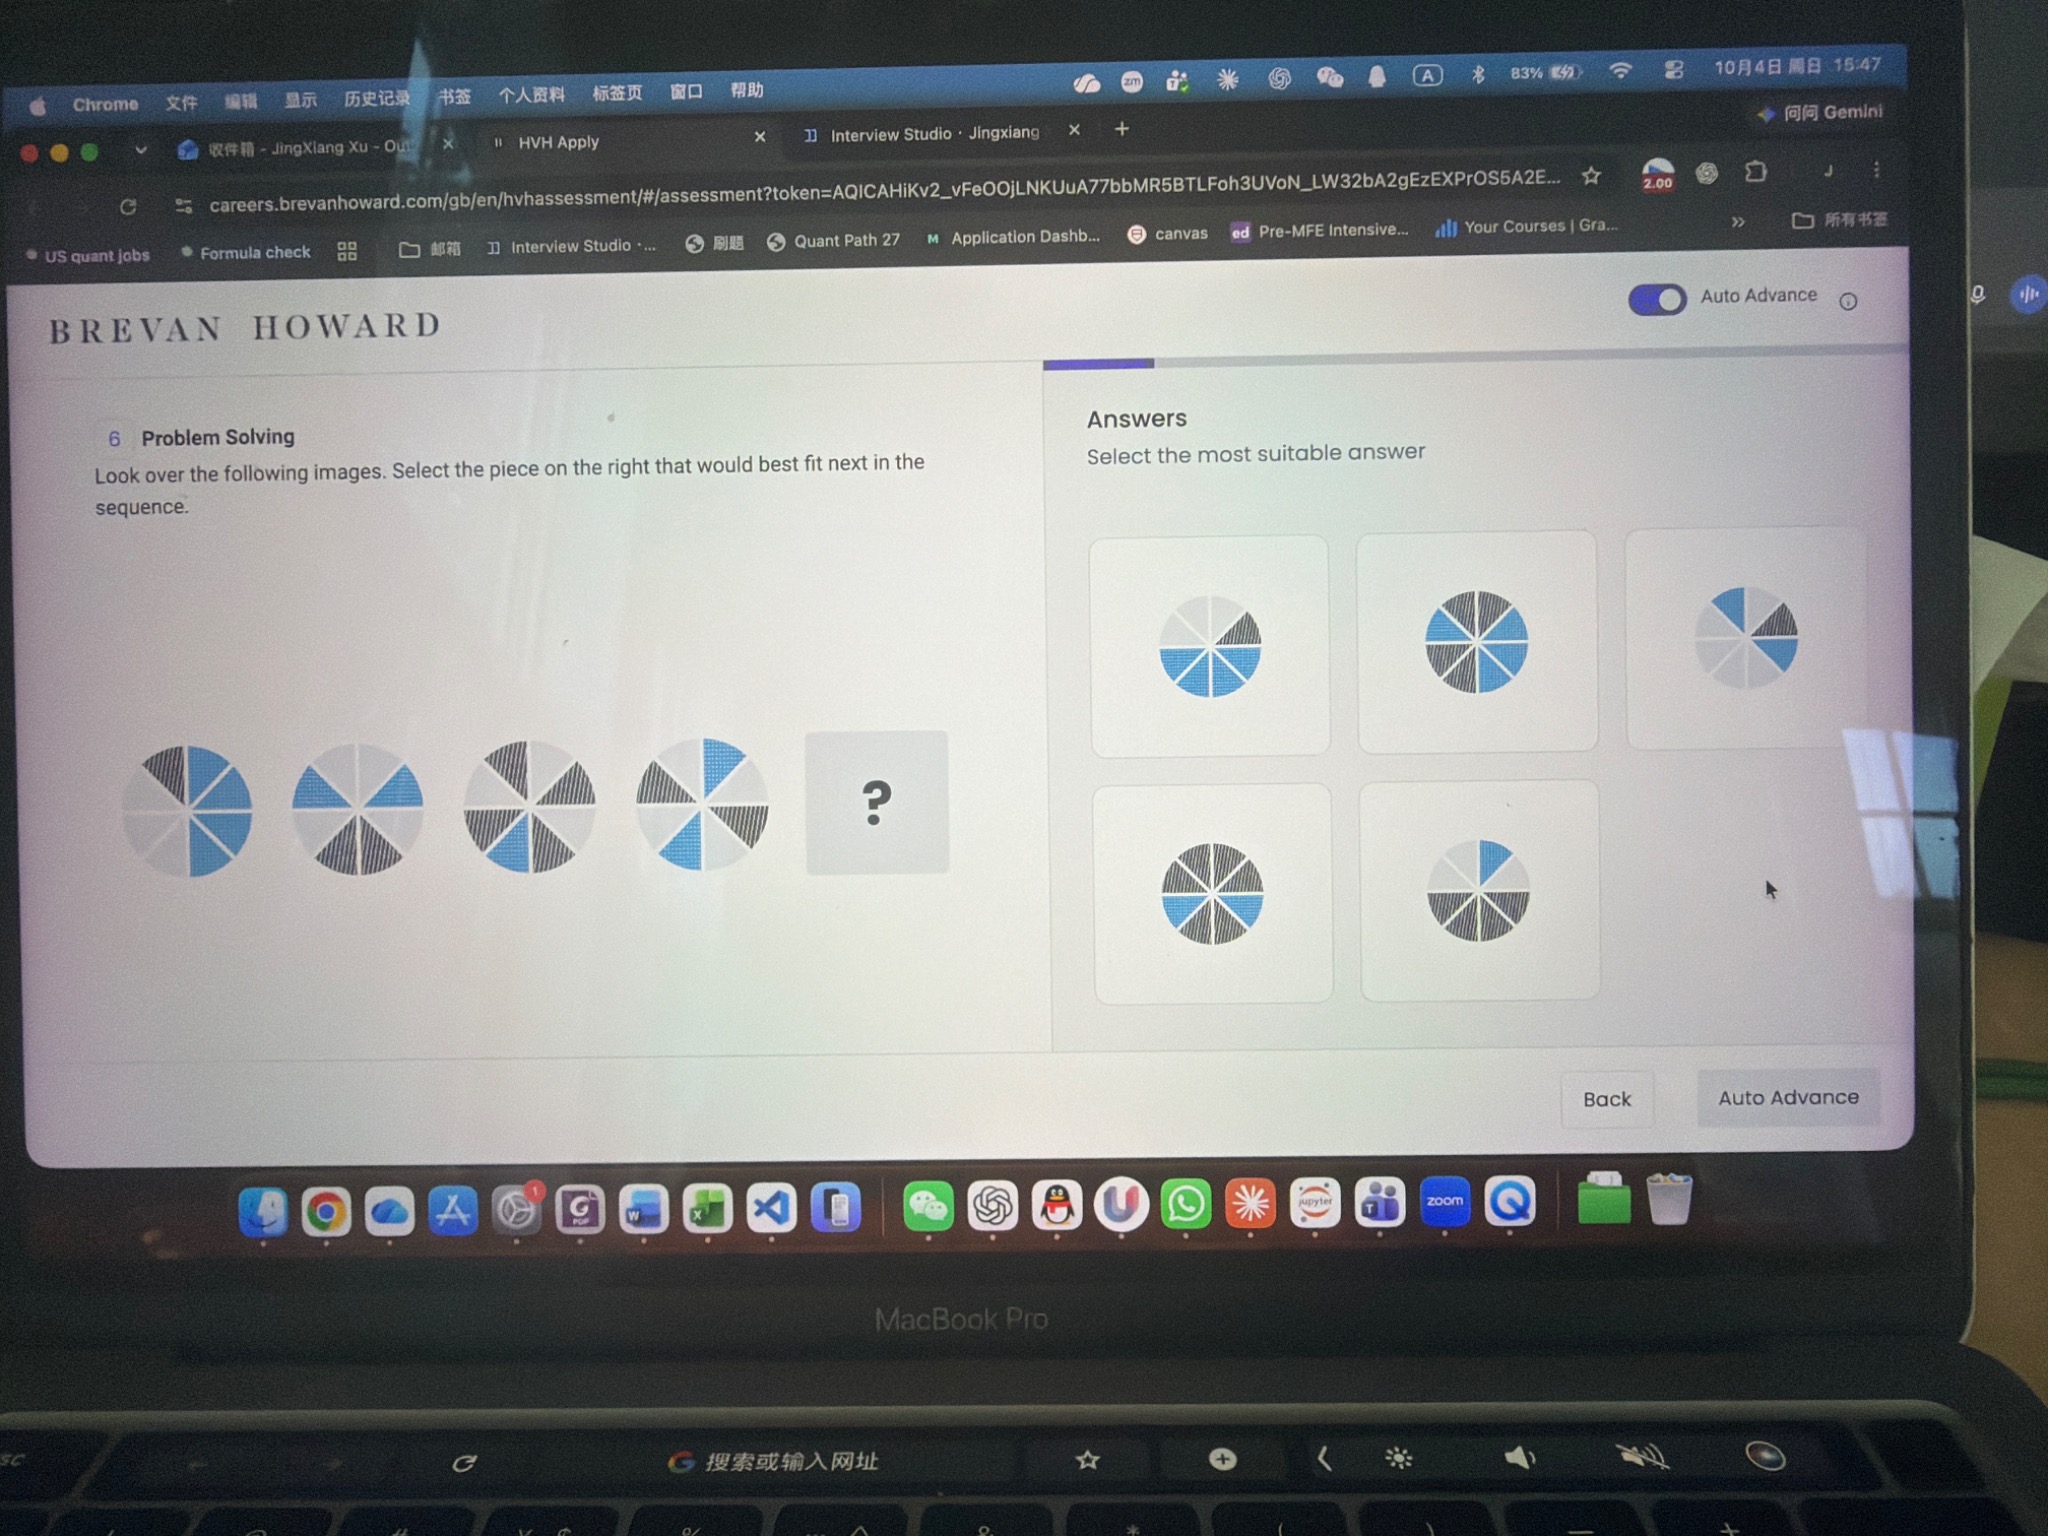 Chrome 文件 编辑 显示 历史记录 书签 个人资料 标签页 窗口 帮助 zm A 83% 10月4日 周日 15:47
收件箱 - JingXiang Xu - Ou
HVH Apply
Interview Studio · Jingxiang
问问 Gemini
careers.brevanhoward.com/gb/en/hvhassessment/#/assessment?token=AQICAHiKv2_vFeOOjLNKUuA77bbMR5BTLFoh3UVoN_LW32bA2gEzEXPrOS5A2E...
2.00
J
US quant jobs Formula check 邮箱 Interview Studio ·... 刷题 Quant Path 27 M Application Dashb... canvas ed Pre-MFE Intensive... Your Courses | Gra... » 所有书签
BREVAN HOWARD
Auto Advance
6 Problem Solving
Look over the following images. Select the piece on the right that would best fit next in the
sequence.
?
Answers
Select the most suitable answer
Back
Auto Advance
1
G
PDF
W
X
jupyter
T
zoom
MacBook Pro
搜索或输入网址